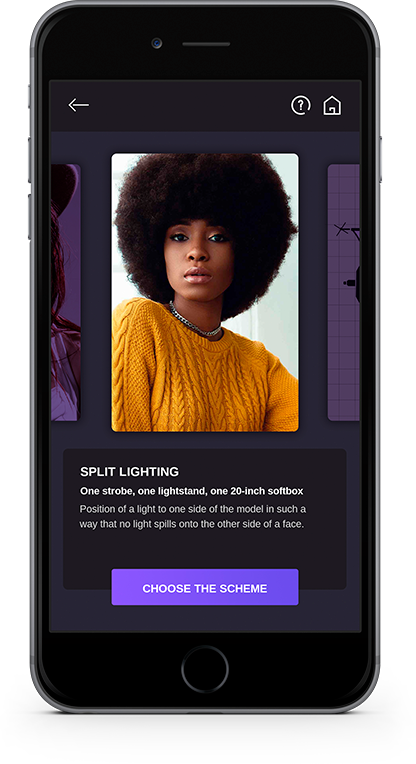 SPLIT LIGHTING
One strobe, one lightstand, one 20-inch softbox
Position of a light to one side of the model in such a
way that no light spills onto the other side of a face.
CHOOSE THE SCHEME